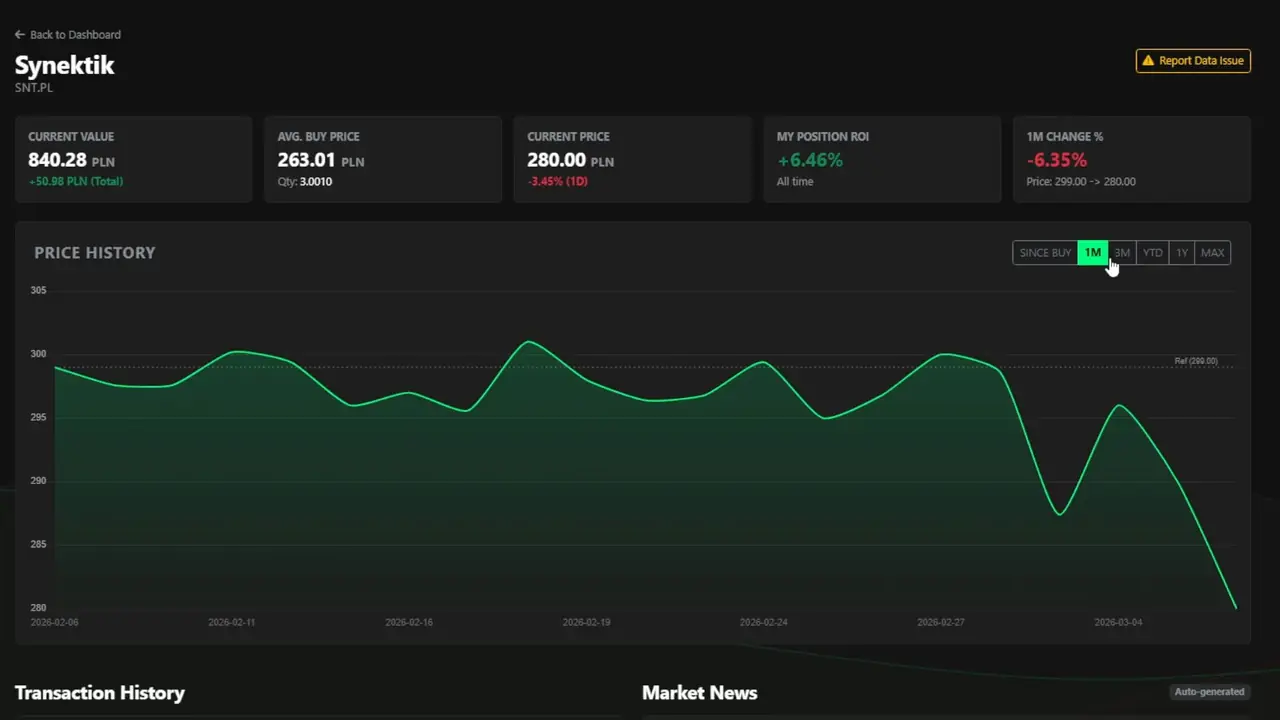 Back to Dashboard
Synektik
SNT.PL
Report Data Issue
CURRENT VALUE
840.28 PLN
+50.98 PLN (Total)
AVG. BUY PRICE
263.01 PLN
Qty: 3.0010
CURRENT PRICE
280.00 PLN
-3.45% (1D)
MY POSITION ROI
+6.46%
All time
1M CHANGE %
-6.35%
Price: 299.00 -> 280.00
PRICE HISTORY
SINCE BUY 1M 3M YTD 1Y MAX
305
300
295
290
285
280
Ref (299.00)
2026-02-06 2026-02-11 2026-02-16 2026-02-19 2026-02-24 2026-02-27 2026-03-04
Transaction History
Market News
Auto-generated